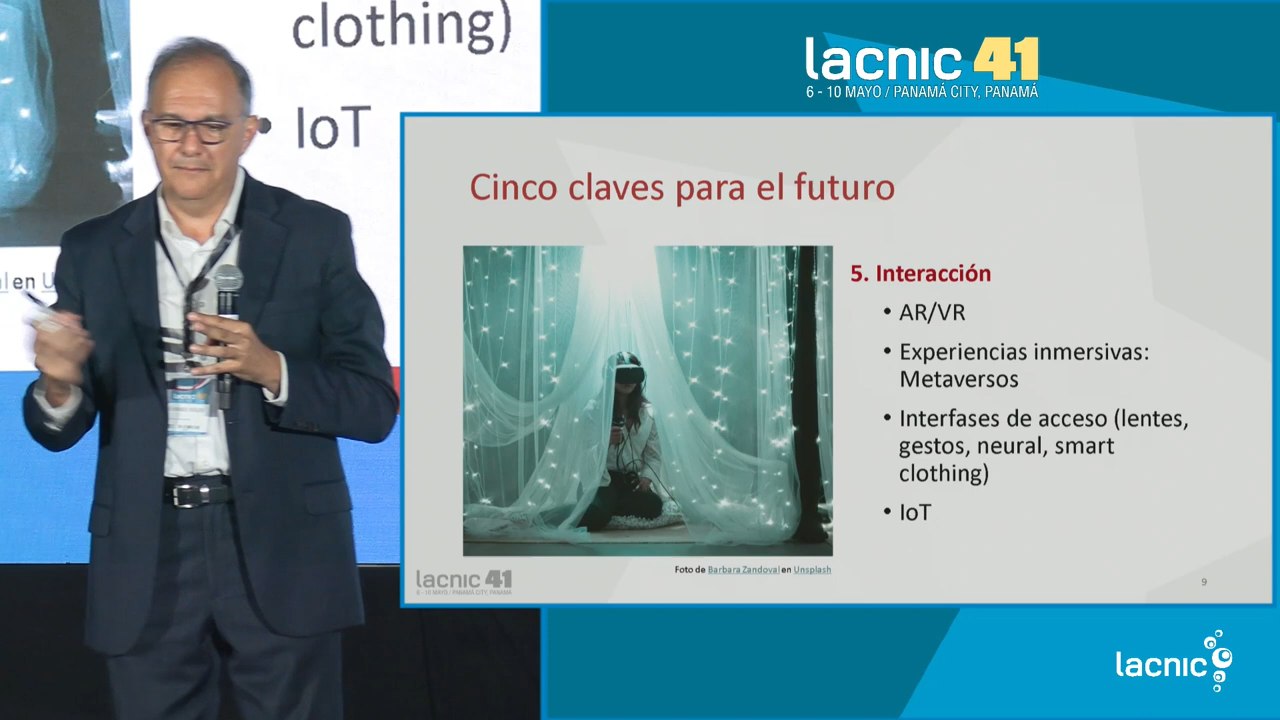 clothing)
• IoT
en U
lacnic 41
6 - 10 MAYO / PANAMÁ CITY, PANAMÁ
Cinco claves para el futuro
5. Interacción
• AR/VR
• Experiencias inmersivas:
Metaversos
• Interfases de acceso (lentes,
gestos, neural, smart
clothing)
• IoT
Foto de Barbara Zandoval en Unsplash
lacnic 41
6 - 10 MAYO / PANAMÁ CITY, PANAMÁ
9
lacnic
lacnic